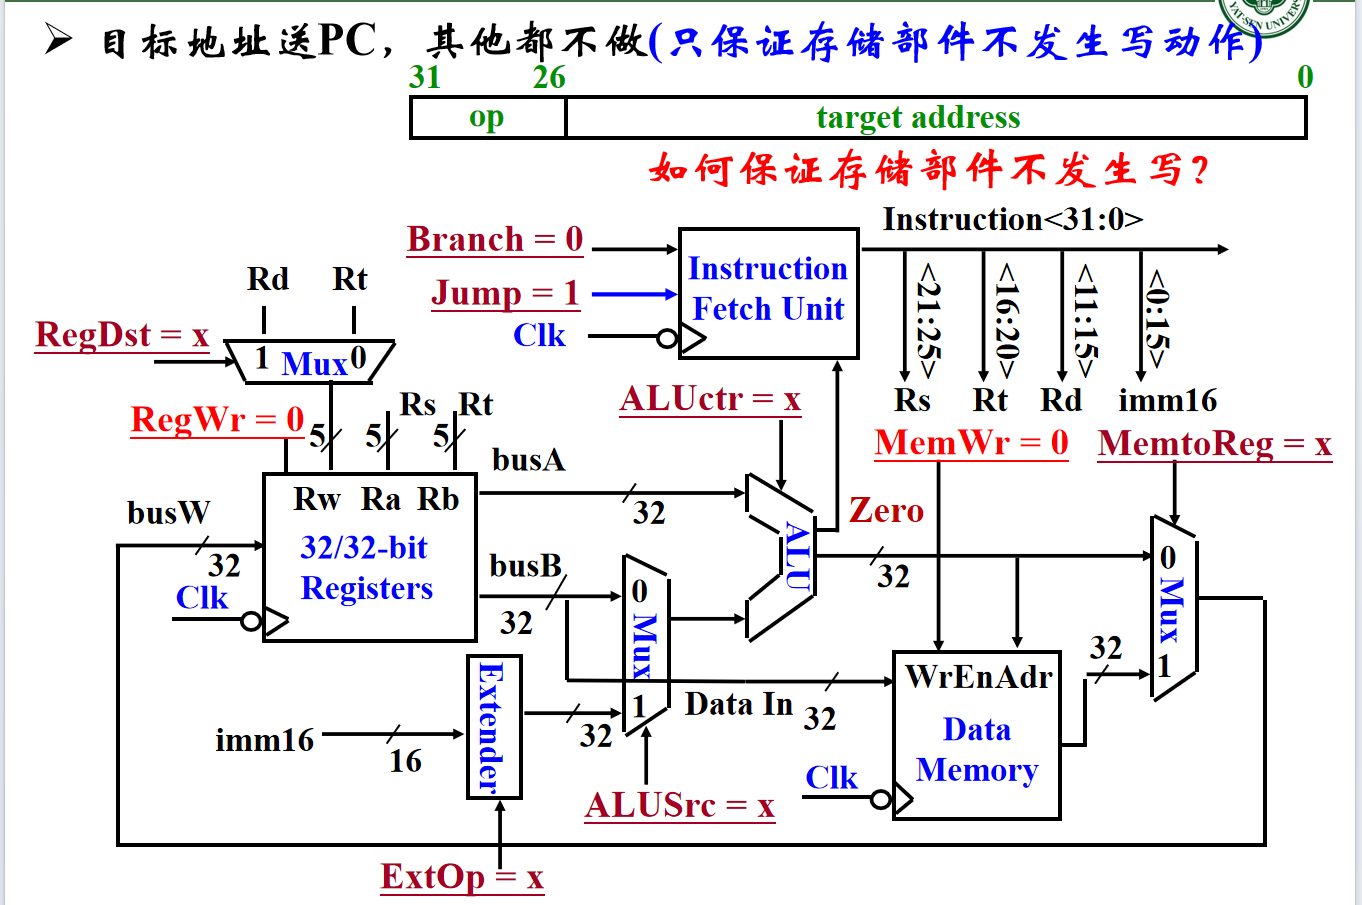 目标地址送PC，其他都不做(只保证存储部件不发生写动作)
YAT-SEN UNIVERS
31 26 0
op target address
如何保证存储部件不发生写?
Instruction<31:0>
Branch = 0
Jump = 1
Clk
Instruction
Fetch Unit
<21:25>
<16:20>
<11:15>
<0:15>
Rs Rt Rd imm16
Rd Rt
RegDst = x
1 Mux 0
RegWr = 0
5 5 5
Rs Rt
ALUctr = x
MemWr = 0
MemtoReg = x
busA
32
Rw Ra Rb
busW
32
32/32-bit
Registers
Clk
busB
32
0
Mux
1
ALU
Zero
32
0
Mux
1
32
WrEn Adr
Data In
32
Data
Memory
Clk
imm16
16
Extender
32
ALUSrc = x
ExtOp = x